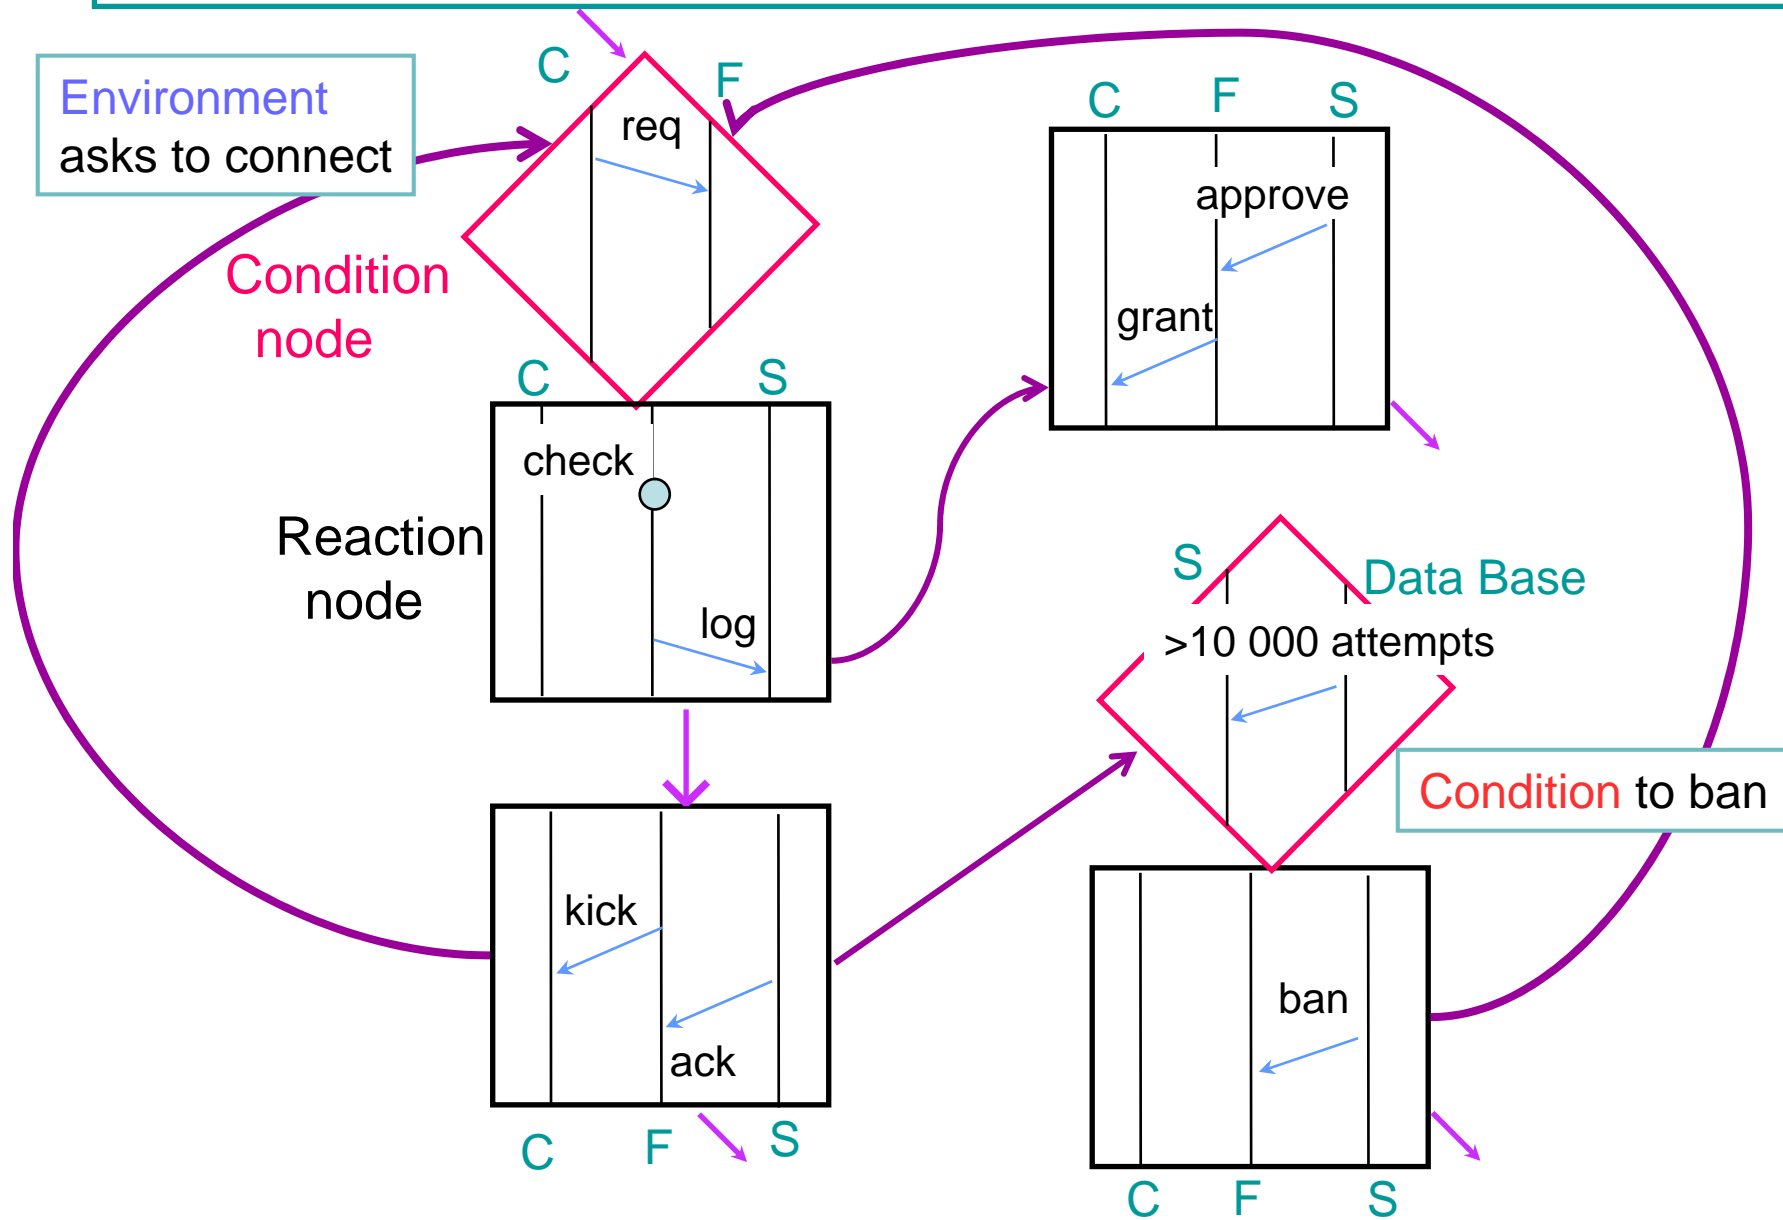 C
F
Environment
asks to connect
req
C F S
approve
grant
Condition
node
C
S
check
Reaction
node
log
S
Data Base
>10 000 attempts
Condition to ban
kick
ack
C F S
ban
C F S